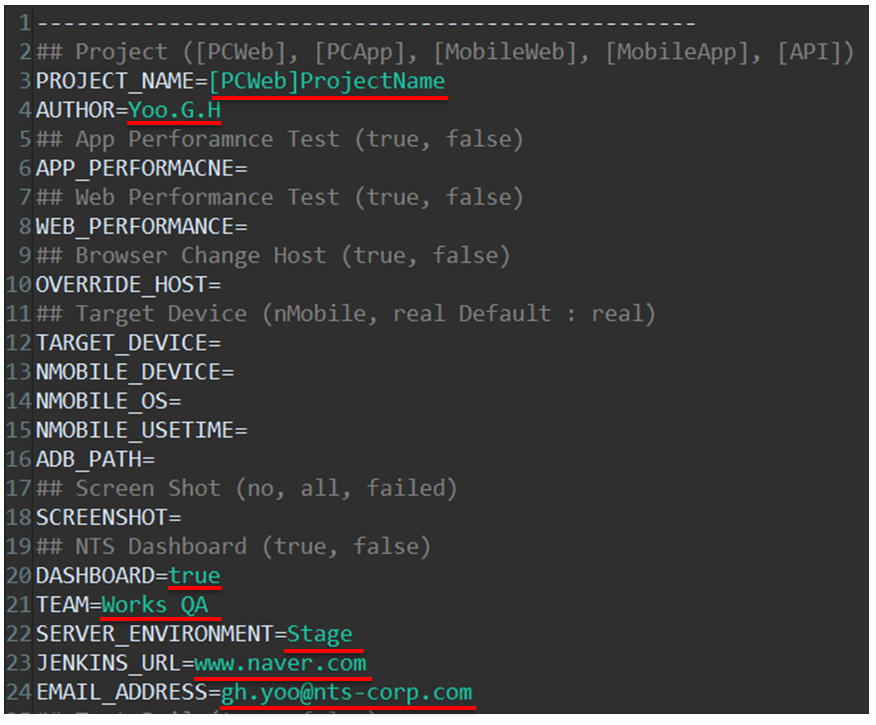 1 -------------------------------------------------
2 ## Project ([PCWeb], [PCApp], [MobileWeb], [MobileApp], [API])
3 PROJECT_NAME=[PCWeb]ProjectName
4 AUTHOR=Yoo.G.H
5 ## App Perforamnce Test (true, false)
6 APP_PERFORMACNE=
7 ## Web Performance Test (true, false)
8 WEB_PERFORMANCE=
9 ## Browser Change Host (true, false)
10 OVERRIDE_HOST=
11 ## Target Device (nMobile, real Default : real)
12 TARGET_DEVICE=
13 NMOBILE_DEVICE=
14 NMOBILE_OS=
15 NMOBILE_USETIME=
16 ADB_PATH=
17 ## Screen Shot (no, all, failed)
18 SCREENSHOT=
19 ## NTS Dashboard (true, false)
20 DASHBOARD=true
21 TEAM=Works QA
22 SERVER_ENVIRONMENT=Stage
23 JENKINS_URL=www.naver.com
24 EMAIL_ADDRESS=gh.yoo@nts-corp.com